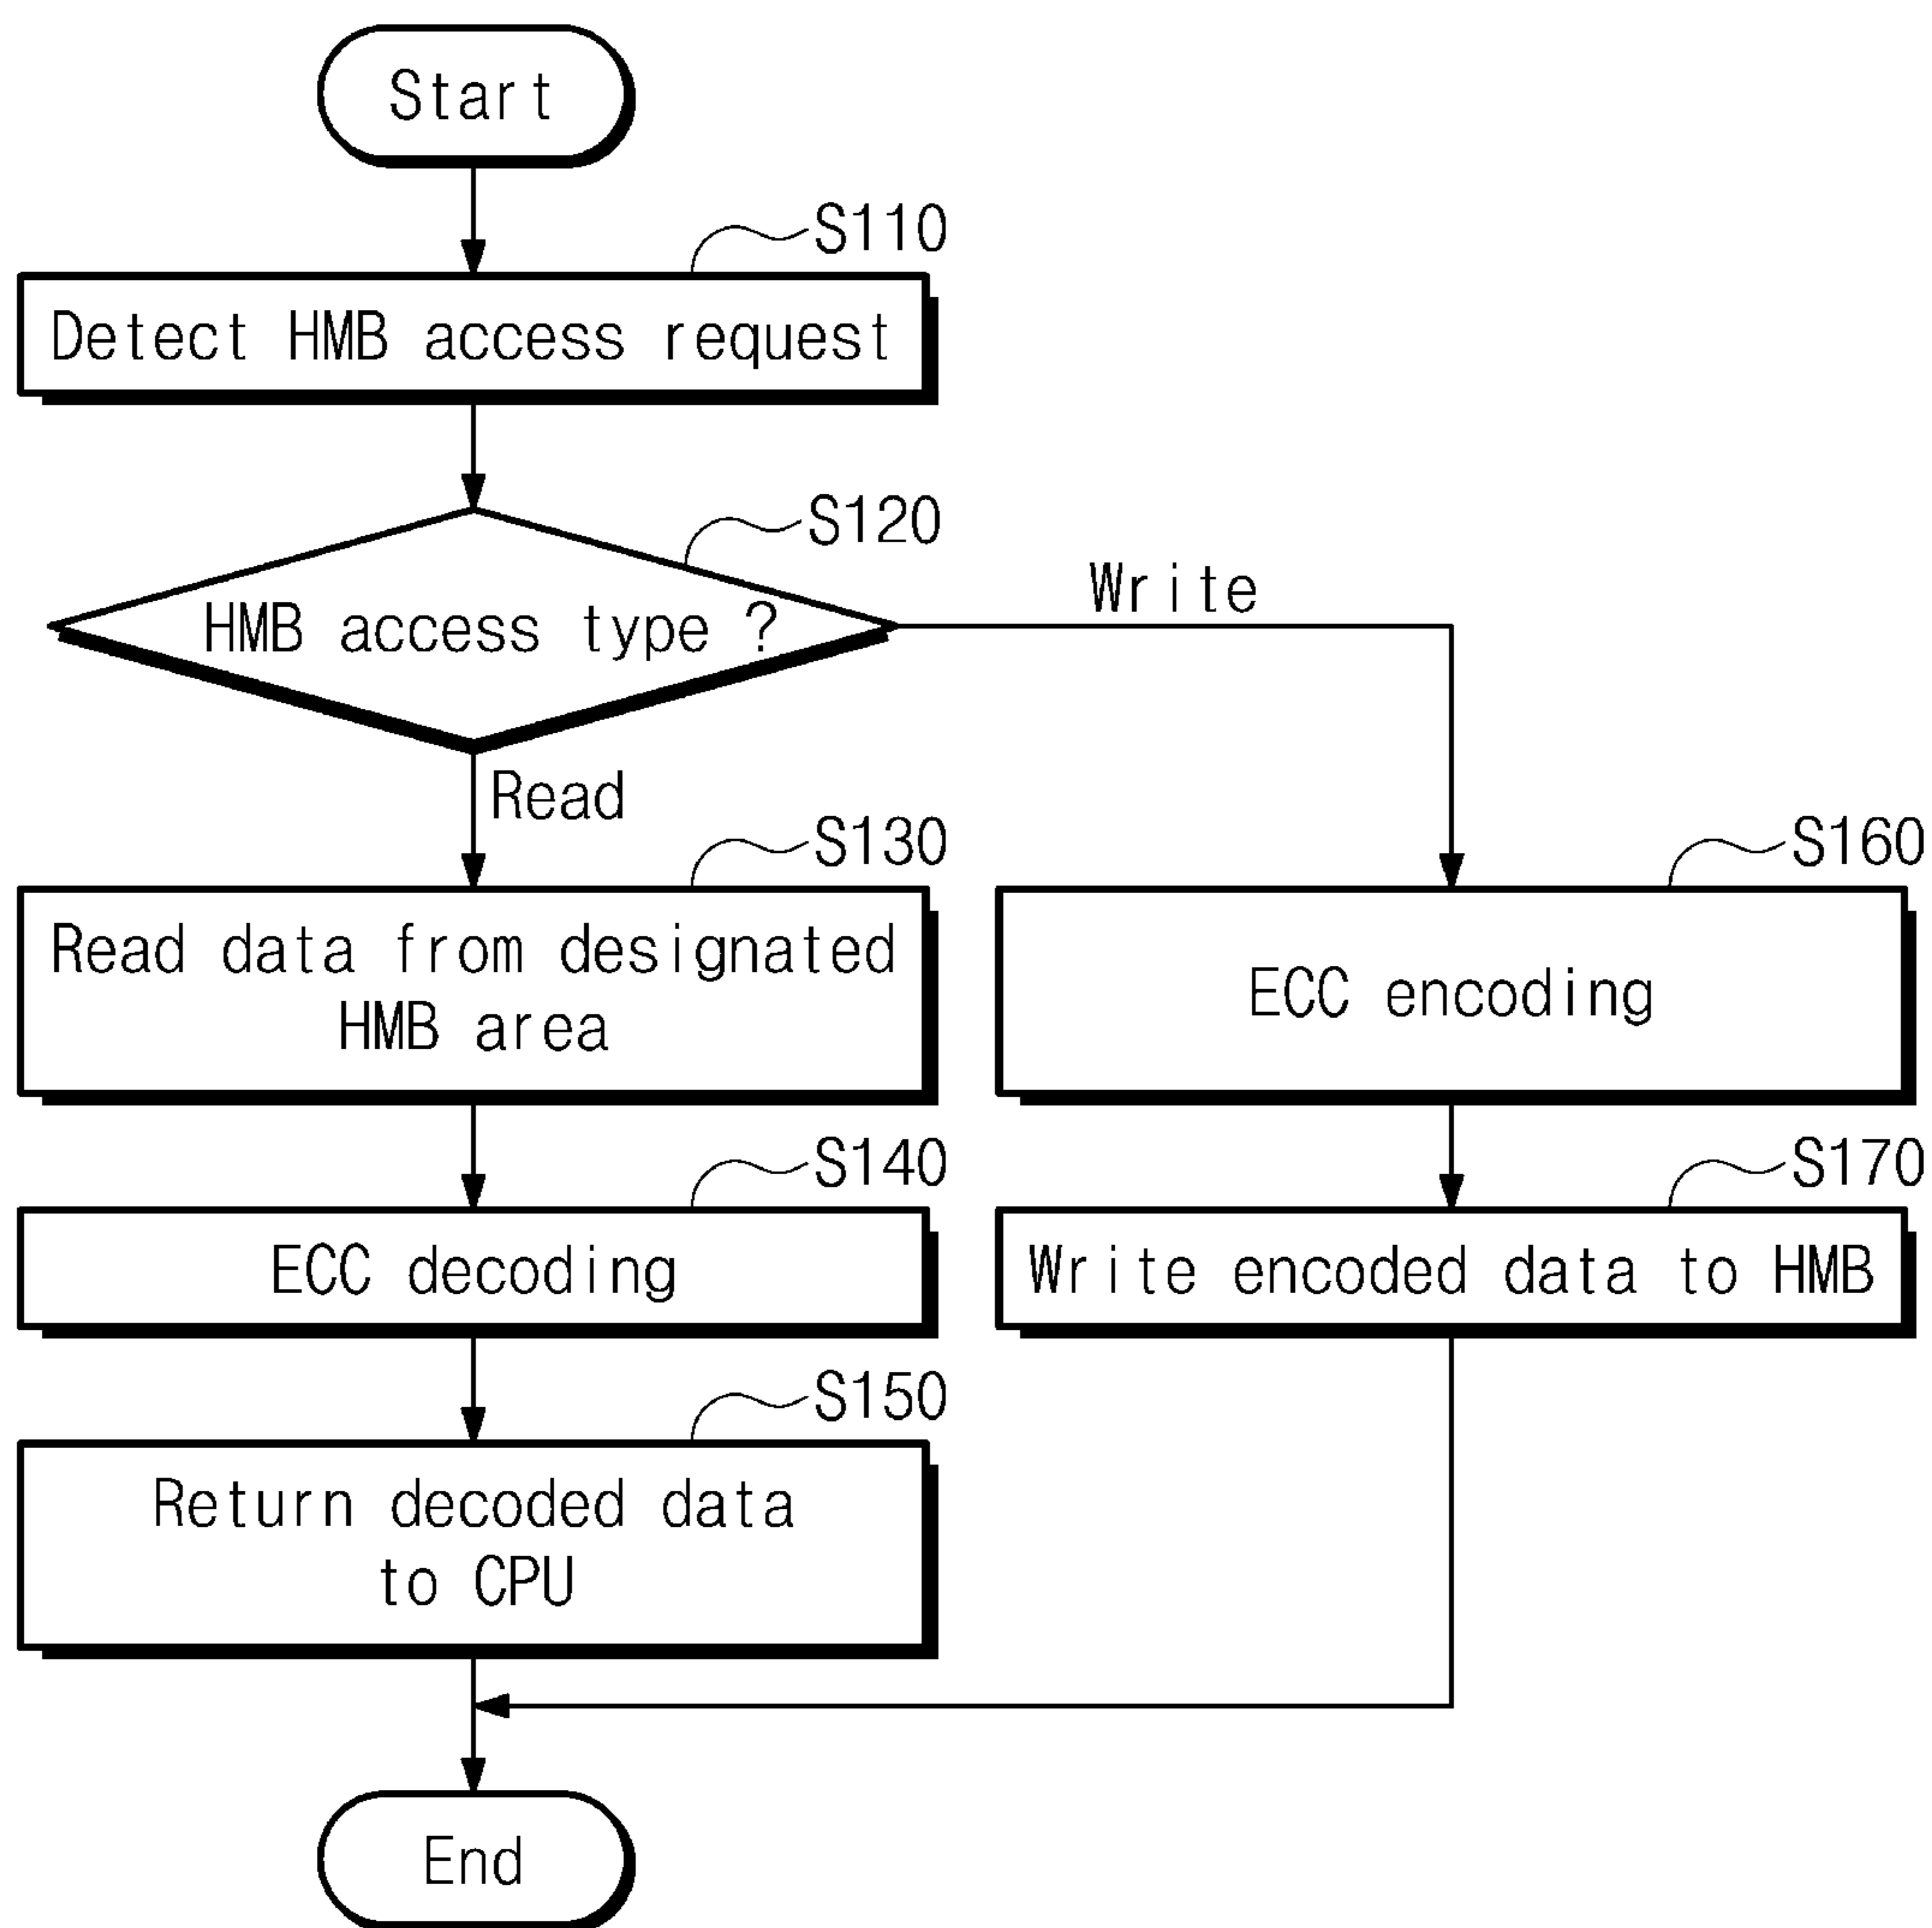 Start
S110
Detect HMB access request
S120
HMB access type ?
Write
Read
S130
Read data from designated
HMB area
S160
ECC encoding
S140
ECC decoding
S170
Write encoded data to HMB
S150
Return decoded data
to CPU
End